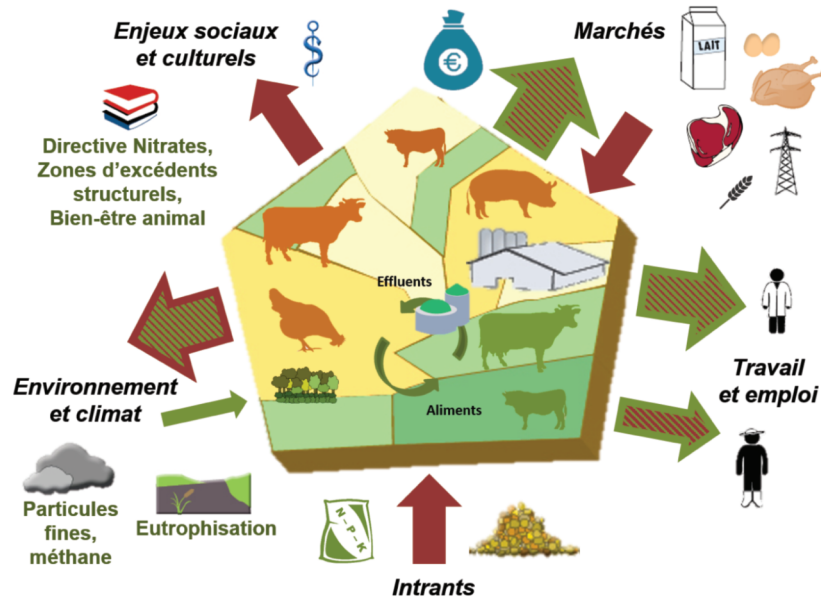 Enjeux sociaux
et culturels
Marchés
LAIT
€
Directive Nitrates,
Zones d'excédents
structurels,
Bien-être animal
Effluents
Aliments
Environnement
et climat
Travail
et emploi
Particules
fines,
méthane
Eutrophisation
N-P-K
Intrants